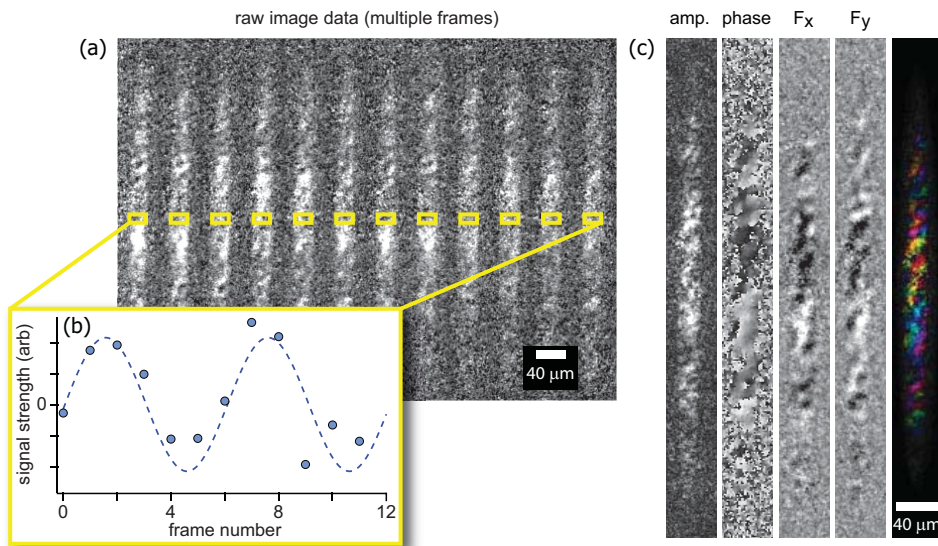 raw image data (multiple frames)
(a)
40 μm
(b)
signal strength (arb)
0
0
4
8
12
frame number
(c)
amp.
phase
Fx
Fy
40 μm